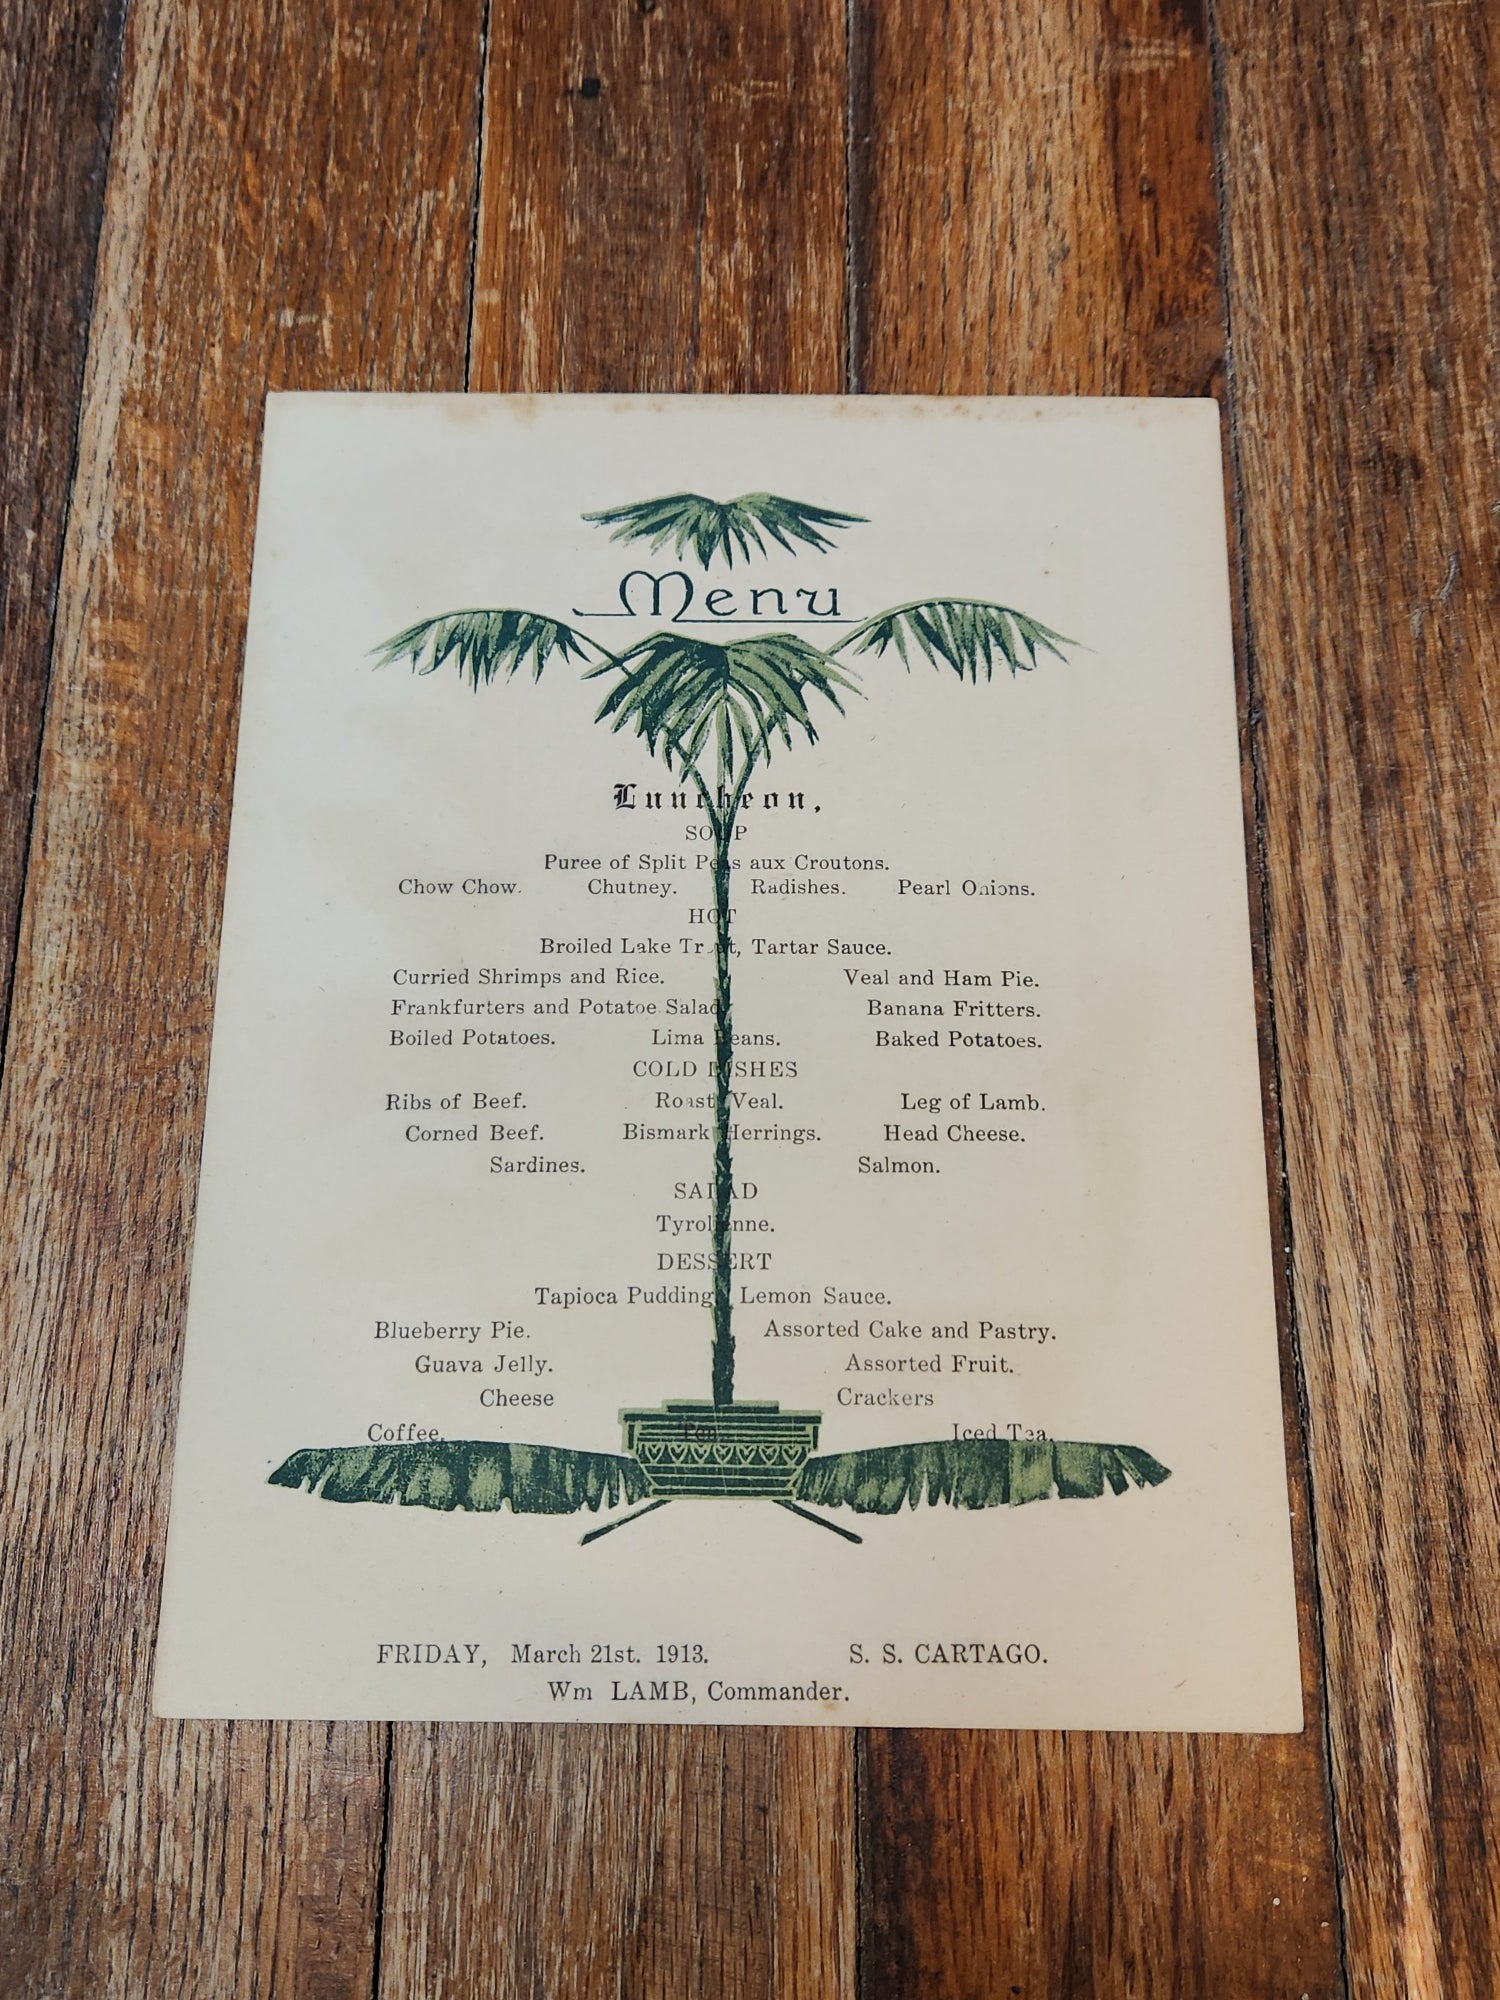 Menu
Luncheon,
SOUP
Puree of Split Peas aux Croutons.
Chow Chow. Chutney. Radishes. Pearl Onions.
HOT
Broiled Lake Trout, Tartar Sauce.
Curried Shrimps and Rice. Veal and Ham Pie.
Frankfurters and Potatoe Salad. Banana Fritters.
Boiled Potatoes. Lima Beans. Baked Potatoes.
COLD DISHES
Ribs of Beef. Roast Veal. Leg of Lamb.
Corned Beef. Bismark Herrings. Head Cheese.
Sardines. Salmon.
SALAD
Tyrolienne.
DESSERT
Tapioca Pudding, Lemon Sauce.
Blueberry Pie. Assorted Cake and Pastry.
Guava Jelly. Assorted Fruit.
Cheese Crackers
Coffee. Tea. Iced Tea.
FRIDAY, March 21st. 1913. S. S. CARTAGO.
Wm LAMB, Commander.